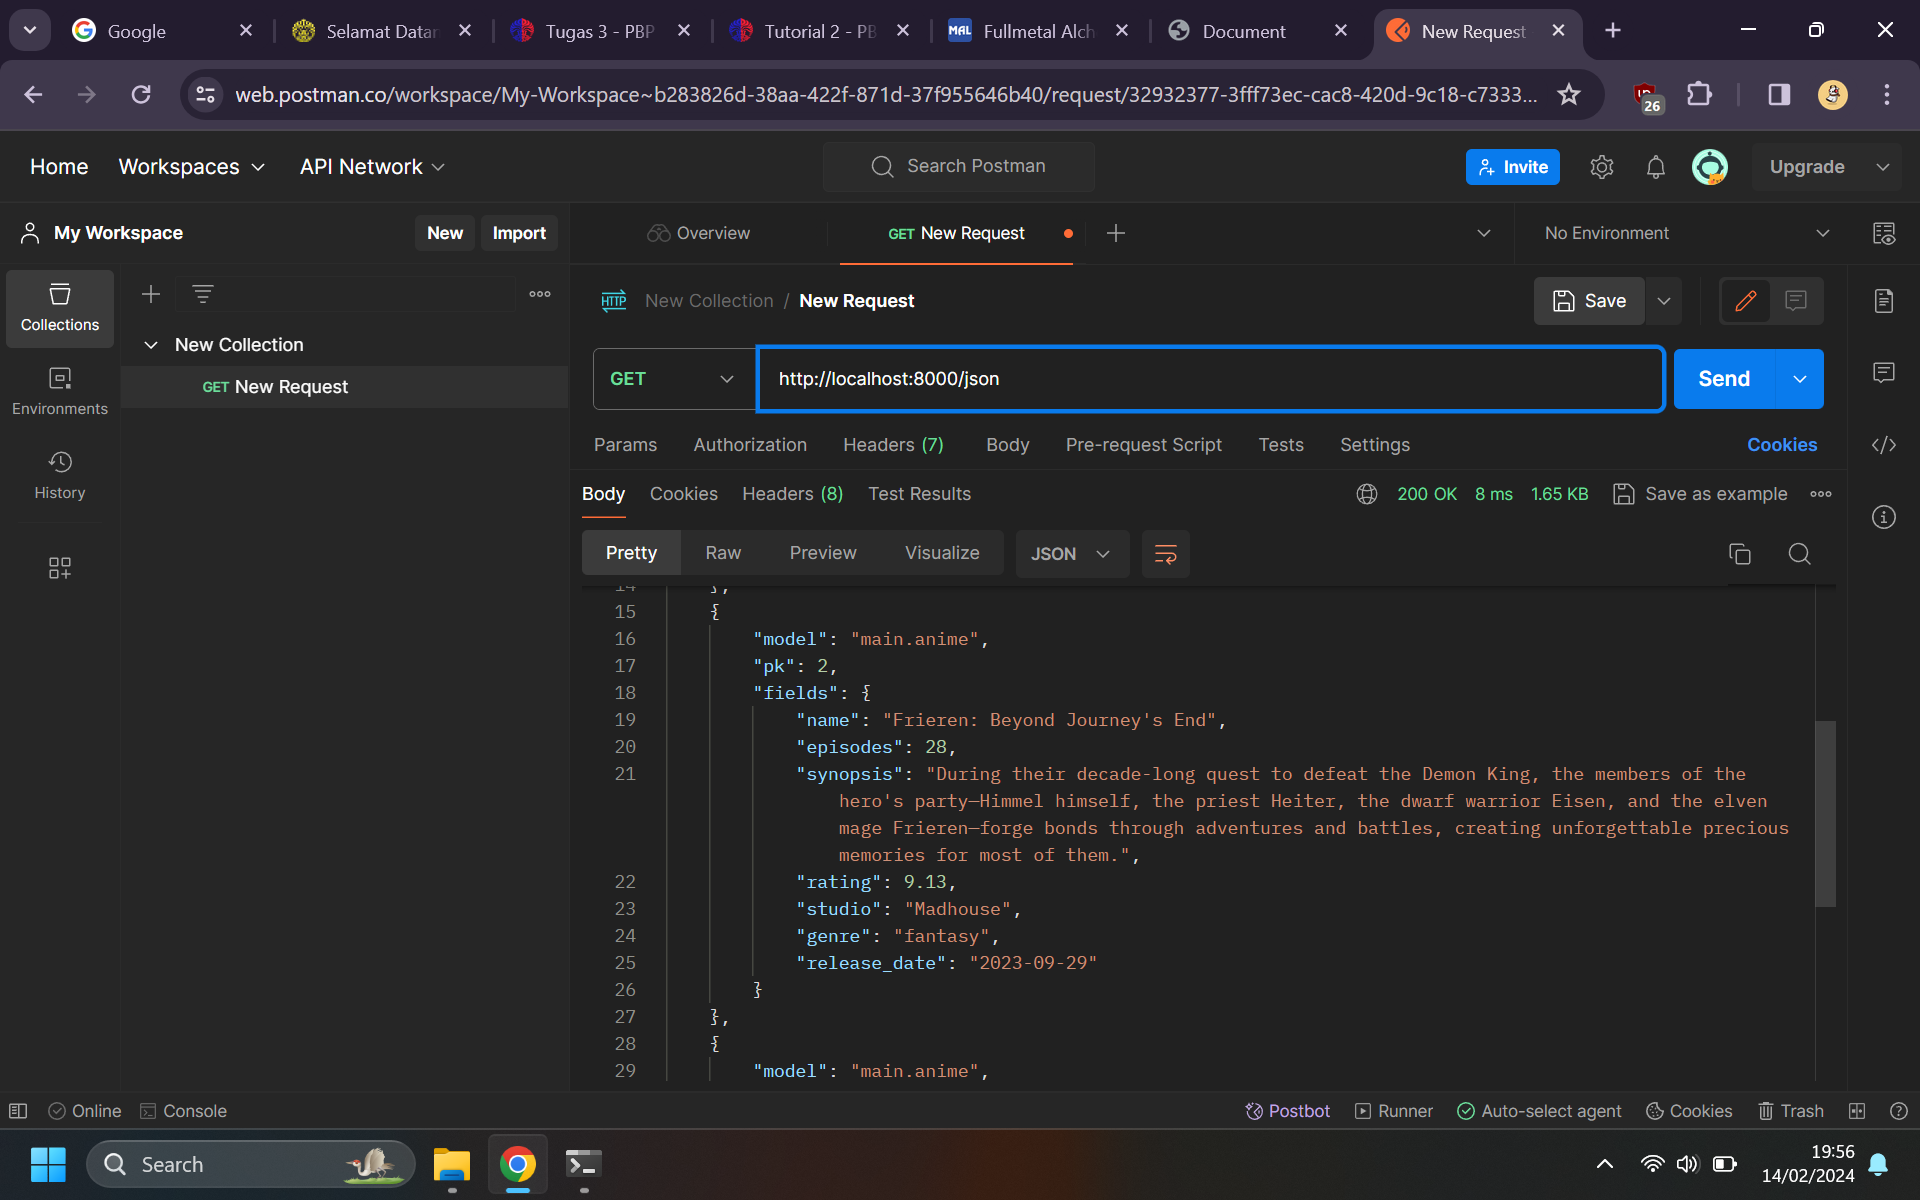 Google
Selamat Datar
Tugas 3 - PBP
Tutorial 2 - PB
MAL Fullmetal Alch
Document
New Request
web.postman.co/workspace/My-Workspace~b283826d-38aa-422f-871d-37f955646b40/request/32932377-3fff73ec-cac8-420d-9c18-c7333...
26
Home
Workspaces
API Network
Search Postman
Invite
Upgrade
My Workspace
New
Import
Overview
GET New Request
No Environment
Collections
Environments
History
New Collection
GET New Request
HTTP
New Collection / New Request
Save
GET
http://localhost:8000/json
Send
Params
Authorization
Headers (7)
Body
Pre-request Script
Tests
Settings
Cookies
Body
Cookies
Headers (8)
Test Results
200 OK
8 ms
1.65 KB
Save as example
Pretty
Raw
Preview
Visualize
JSON
14 },
15 {
16 "model": "main.anime",
17 "pk": 2,
18 "fields": {
19 "name": "Frieren: Beyond Journey's End",
20 "episodes": 28,
21 "synopsis": "During their decade-long quest to defeat the Demon King, the members of the
hero's party—Himmel himself, the priest Heiter, the dwarf warrior Eisen, and the elven
mage Frieren—forge bonds through adventures and battles, creating unforgettable precious
memories for most of them.",
22 "rating": 9.13,
23 "studio": "Madhouse",
24 "genre": "fantasy",
25 "release_date": "2023-09-29"
26 }
27 },
28 {
29 "model": "main.anime",
Online
Console
Postbot
Runner
Auto-select agent
Cookies
Trash
Search
19:56
14/02/2024